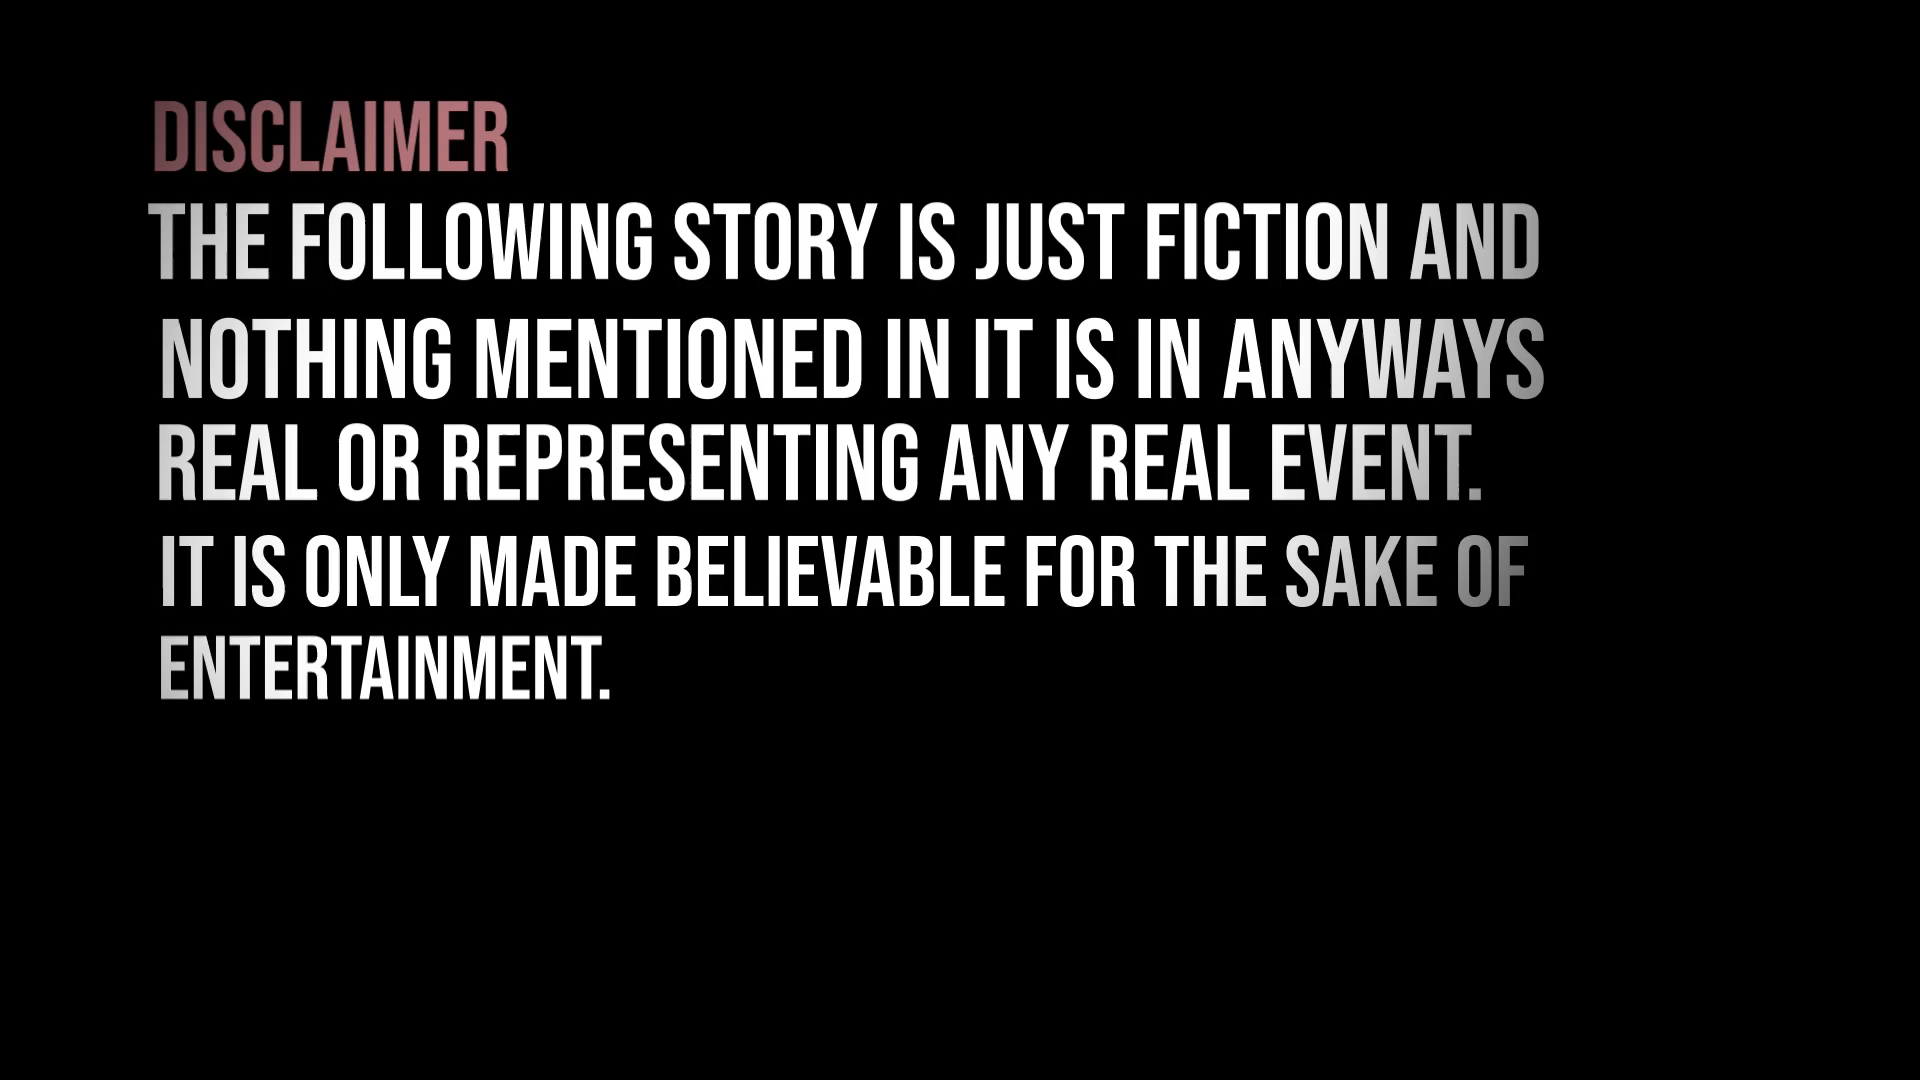 DISCLAIMER
THE FOLLOWING STORY IS JUST FICTION AND
NOTHING MENTIONED IN IT IS IN ANYWAYS
REAL OR REPRESENTING ANY REAL EVENT.
IT IS ONLY MADE BELIEVABLE FOR THE SAKE OF
ENTERTAINMENT.